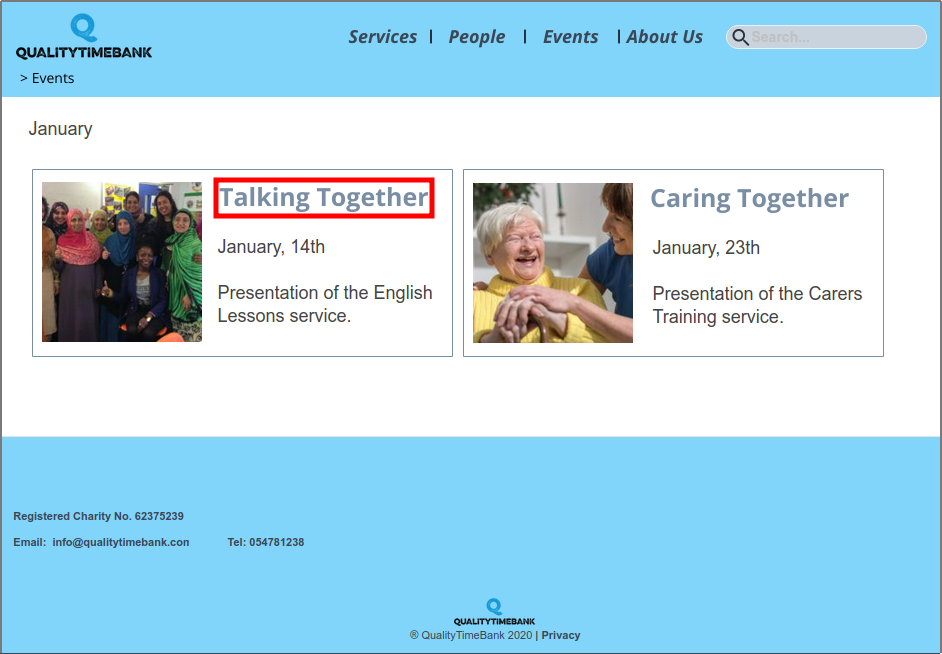 QUALITYTIMEBANK
Services | People | Events | About Us
Search...
> Events
January
Talking Together
January, 14th
Presentation of the English
Lessons service.
Caring Together
January, 23th
Presentation of the Carers
Training service.
Registered Charity No. 62375239
Email: info@qualitytimebank.con Tel: 054781238
QUALITYTIMEBANK
® QualityTimeBank 2020 | Privacy